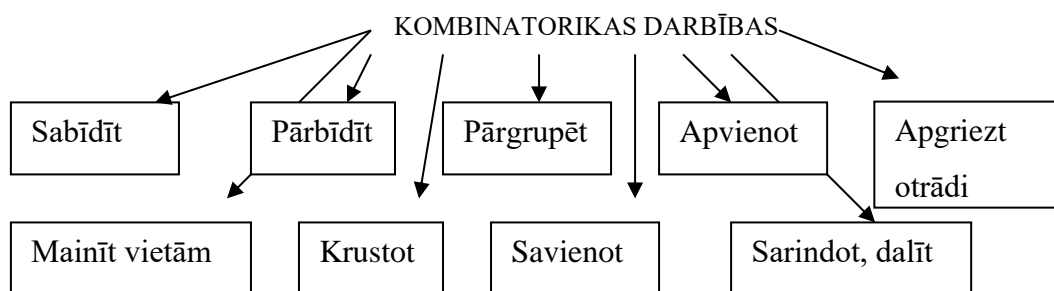 KOMBINATORIKAS DARBĪBAS
Sabīdīt
Pārbīdīt
Pārgrupēt
Apvienot
Apgriezt
otrādi
Mainīt vietām
Krustot
Savienot
Sarindot, dalīt